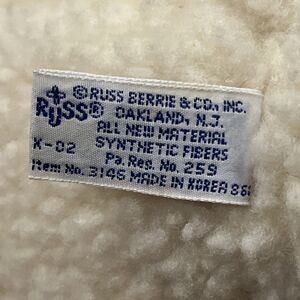 ©RUSS BERRIE & CO., INC.
RUSS® OAKLAND, N.J.
ALL NEW MATERIAL
K-02 SYNTHETIC FIBERS
Pa. Reg. No. 259
Item No. 3146 MADE IN KOREA